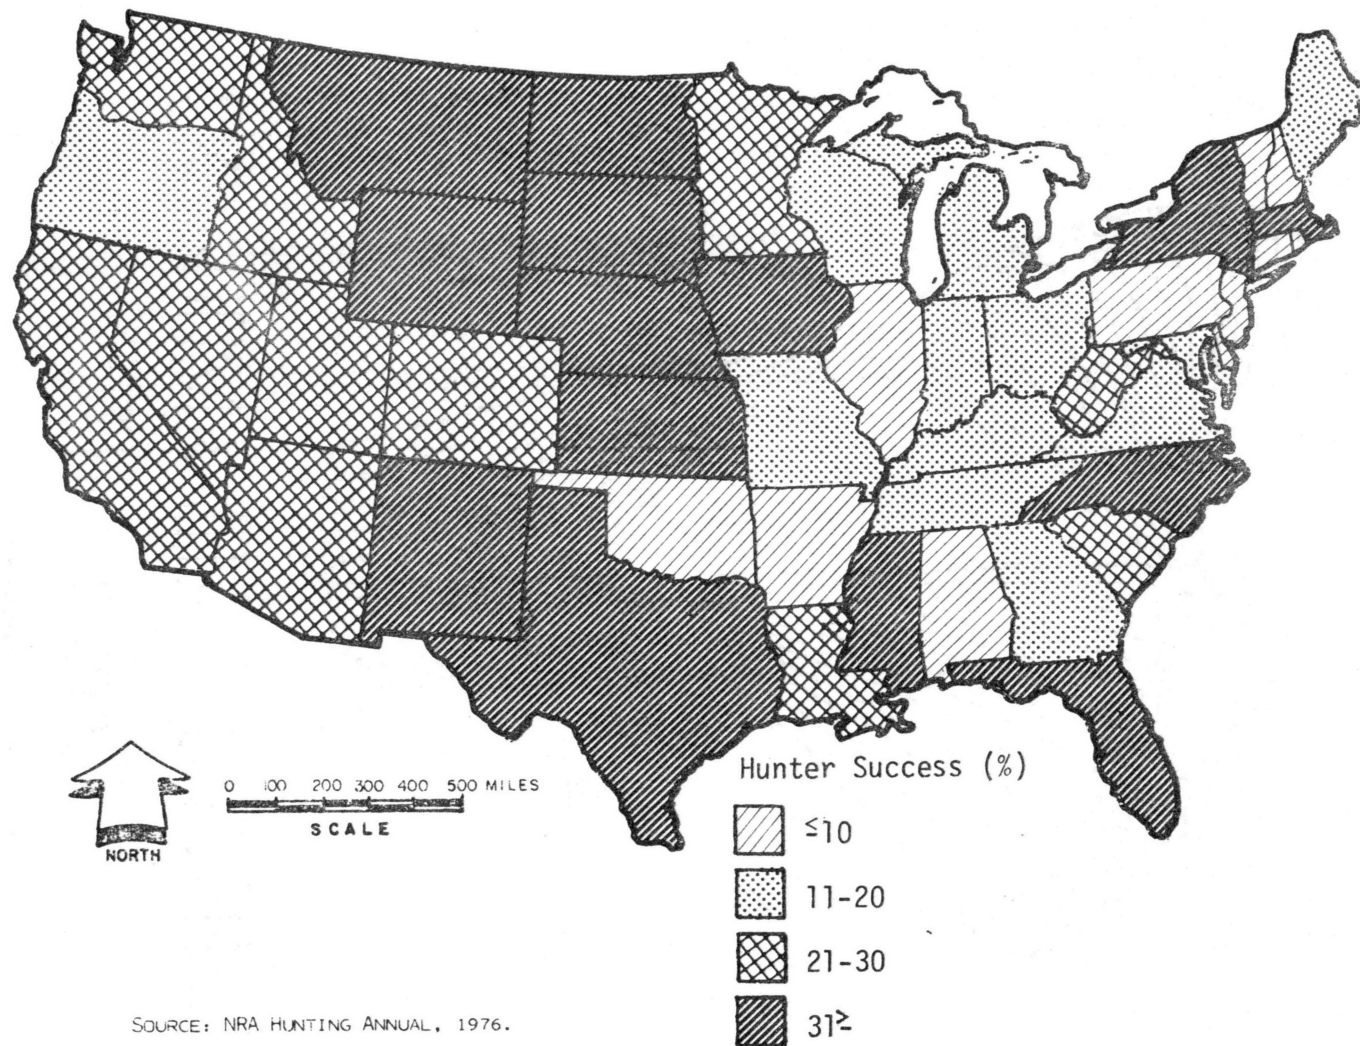 0 100 200 300 400 500 MILES
SCALE
NORTH
Hunter Success (%)
≤10
11-20
21-30
31≥
SOURCE: NRA HUNTING ANNUAL, 1976.